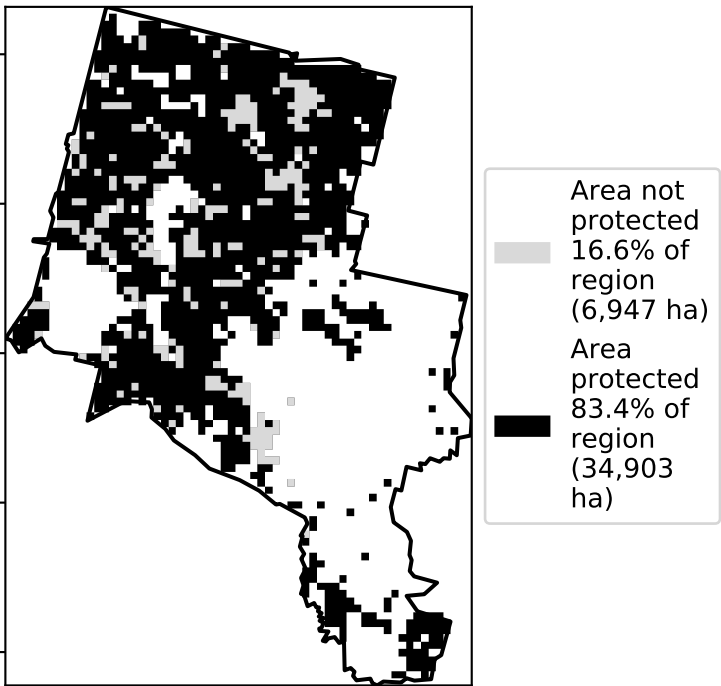 Area not
protected
16.6% of
region
(6,947 ha)
Area
protected
83.4% of
region
(34,903
ha)